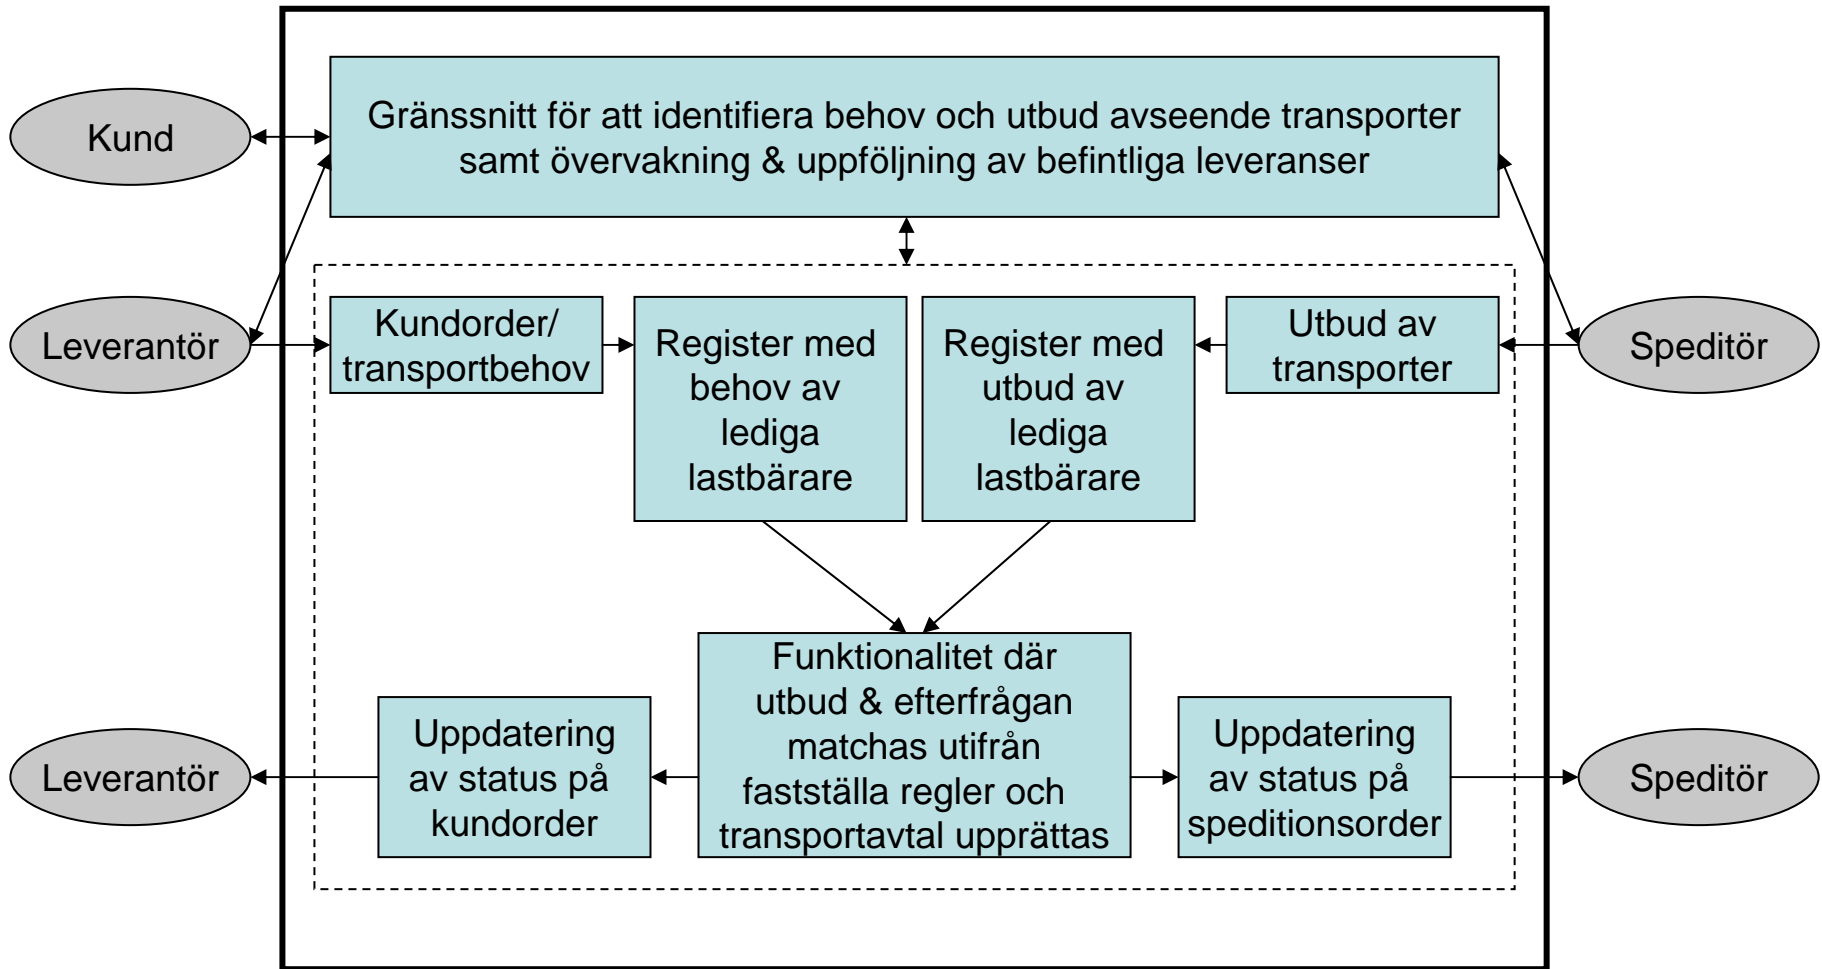 Kund
Gränssnitt för att identifiera behov och utbud avseende transporter
samt övervakning & uppföljning av befintliga leveranser
Leverantör
Kundorder/
transportbehov
Register med
behov av
lediga
lastbärare
Register med
utbud av
lediga
lastbärare
Utbud av
transporter
Speditör
Leverantör
Uppdatering
av status på
kundorder
Funktionalitet där
utbud & efterfrågan
matchas utifrån
fastställa regler och
transportavtal upprättas
Uppdatering
av status på
speditionsorder
Speditör